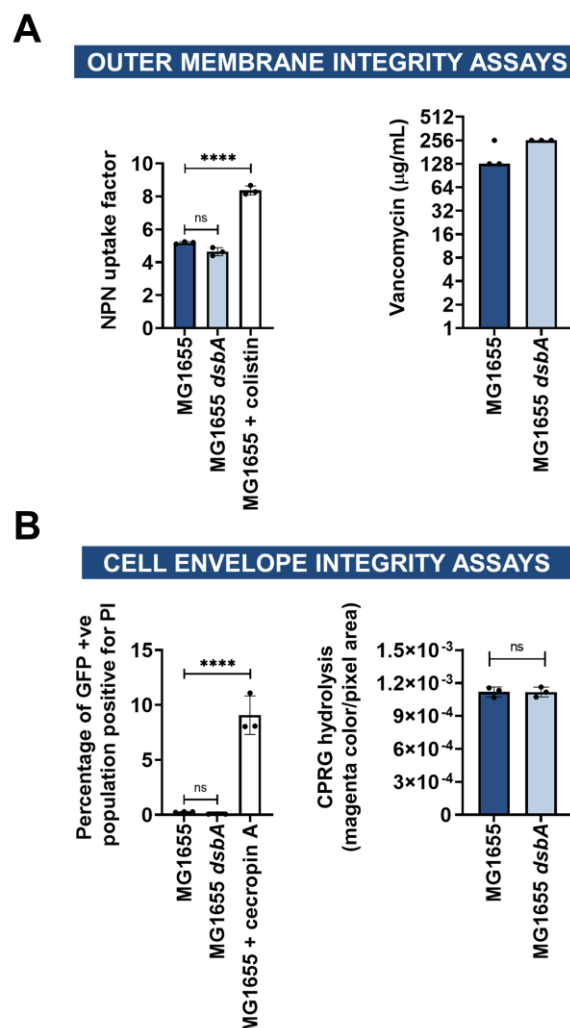 A
OUTER MEMBRANE INTEGRITY ASSAYS
NPN uptake factor
10
8
6
4
2
0
****
ns
MG1655
MG1655 dsbA
MG1655 + colistin
Vancomycin (µg/mL)
512
256
128
64
32
16
8
4
2
1
MG1655
MG1655 dsbA
B
CELL ENVELOPE INTEGRITY ASSAYS
Percentage of GFP +ve
population positive for PI
15
10
5
0
****
ns
MG1655
MG1655 dsbA
MG1655 + cecropin A
CPRG hydrolysis
(magenta color/pixel area)
1.5×10⁻³
1.2×10⁻³
9×10⁻⁴
6×10⁻⁴
3×10⁻⁴
0
ns
MG1655
MG1655 dsbA